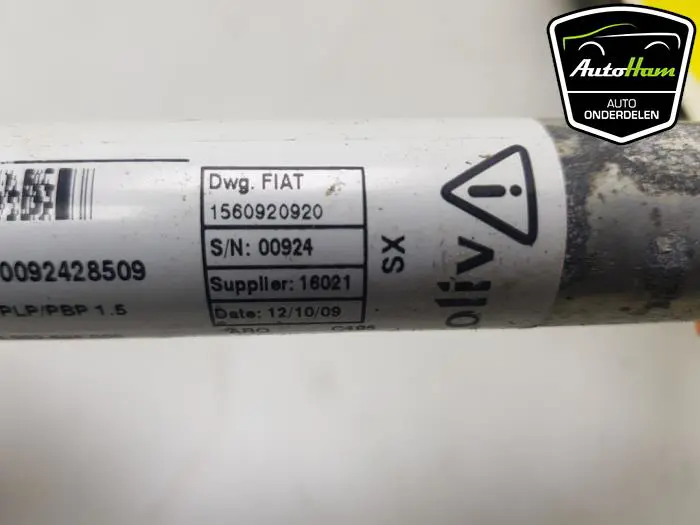 AutoHam
AUTO
ONDERDELEN
Dwg. FIAT
1560920920
S/N: 00924
Supplier: 16021
Date: 12/10/09
0092428509
PLP/PBP 1.5
SX
oliv